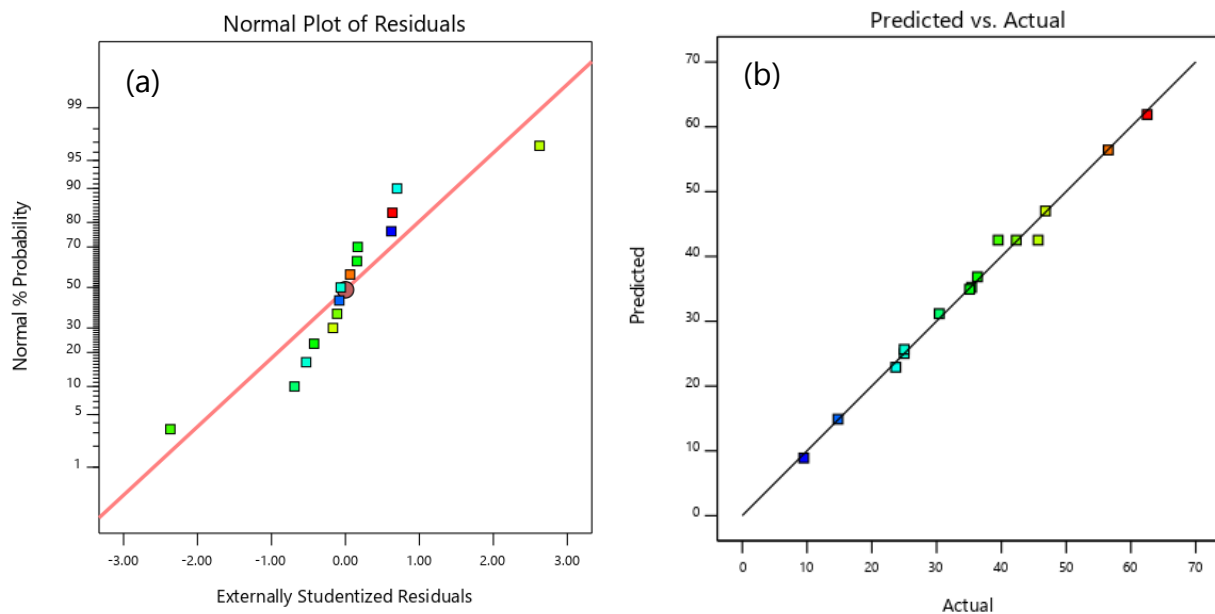 Normal Plot of Residuals
(a)
Normal % Probability
99
95
90
80
70
50
30
20
10
5
1
-3.00 -2.00 -1.00 0.00 1.00 2.00 3.00
Externally Studentized Residuals
Predicted vs. Actual
(b)
Predicted
70
60
50
40
30
20
10
0
0 10 20 30 40 50 60 70
Actual